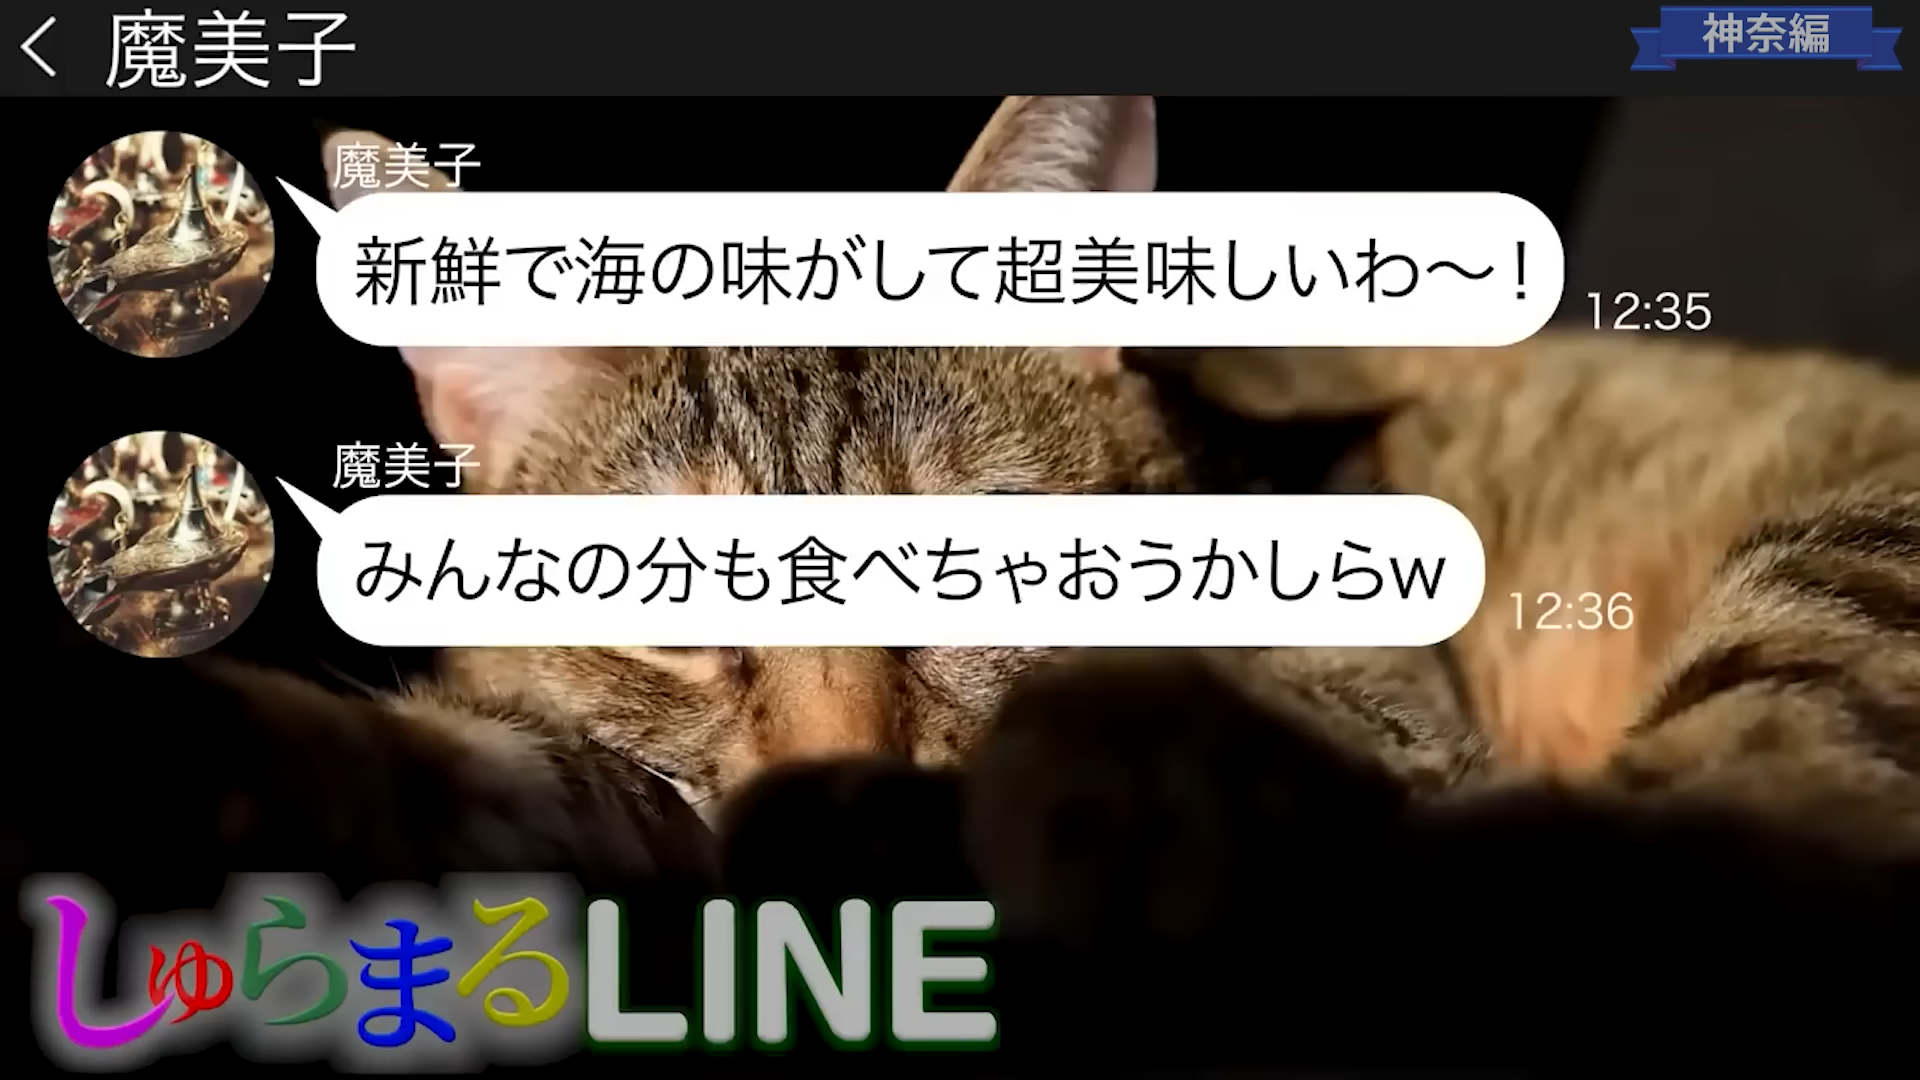 魔美子
神奈編
魔美子
新鮮で海の味がして超美味しいわ～！
12:35
魔美子
みんなの分も食べちゃおうかしらw
12:36
しゅらまるLINE